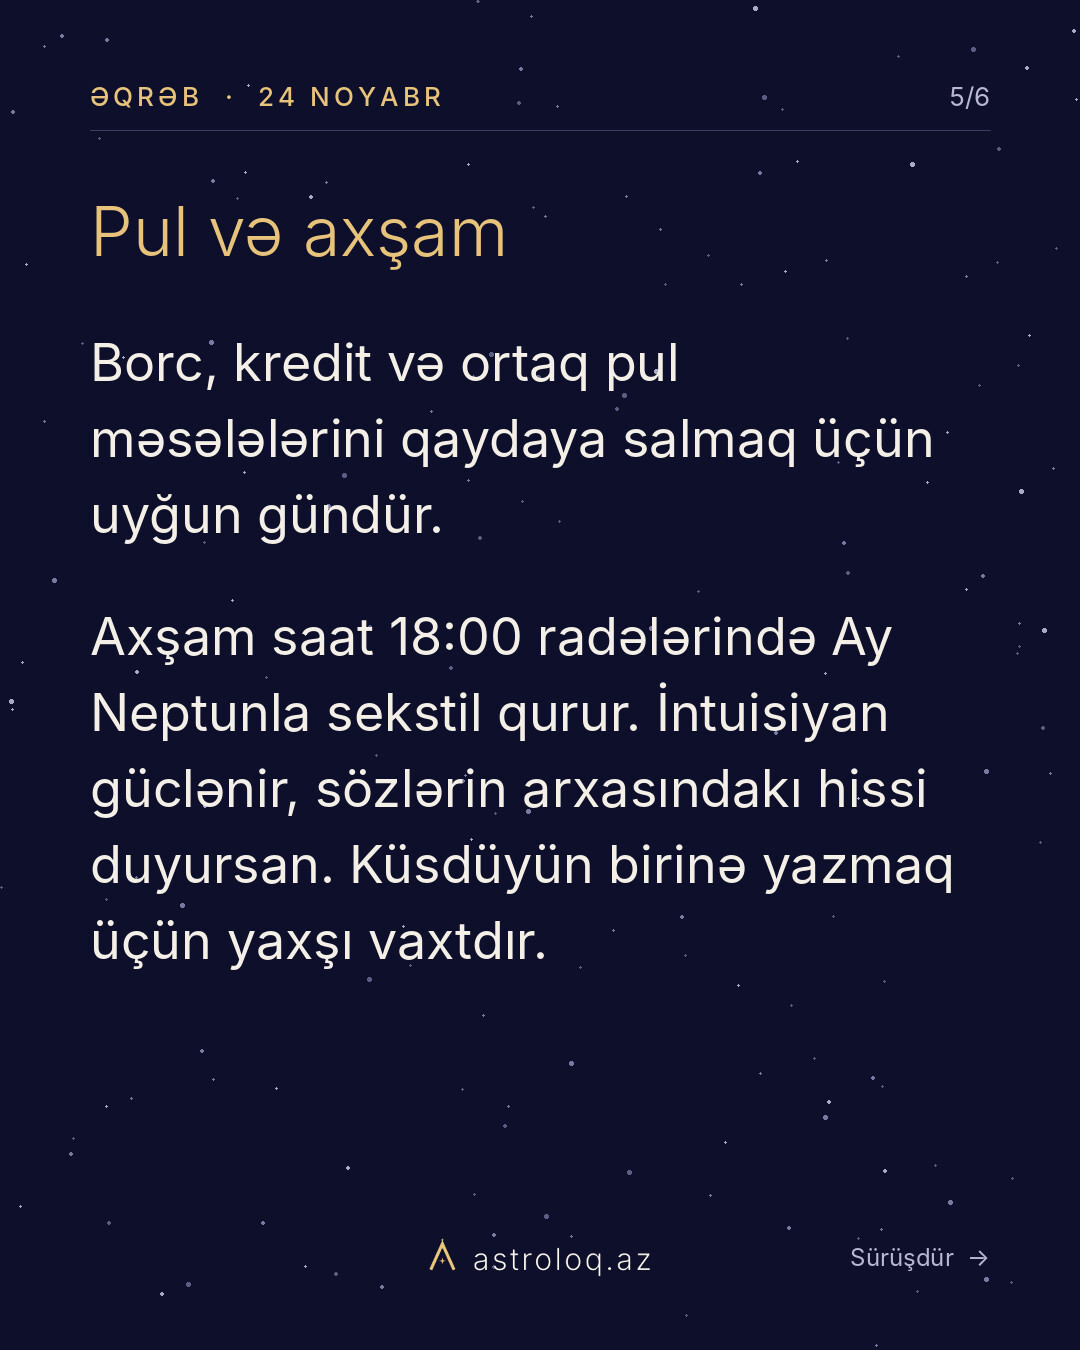 ƏQRƏB · 24 NOYABR
5/6
Pul və axşam
Borc, kredit və ortaq pul
məsələlərini qaydaya salmaq üçün
uyğun gündür.
Axşam saat 18:00 radələrində Ay
Neptunla sekstil qurur. İntuisiyan
güclənir, sözlərin arxasındakı hissi
duyursan. Küsdüyün birinə yazmaq
üçün yaxşı vaxtdır.
astroloq.az
Sürüşdür →